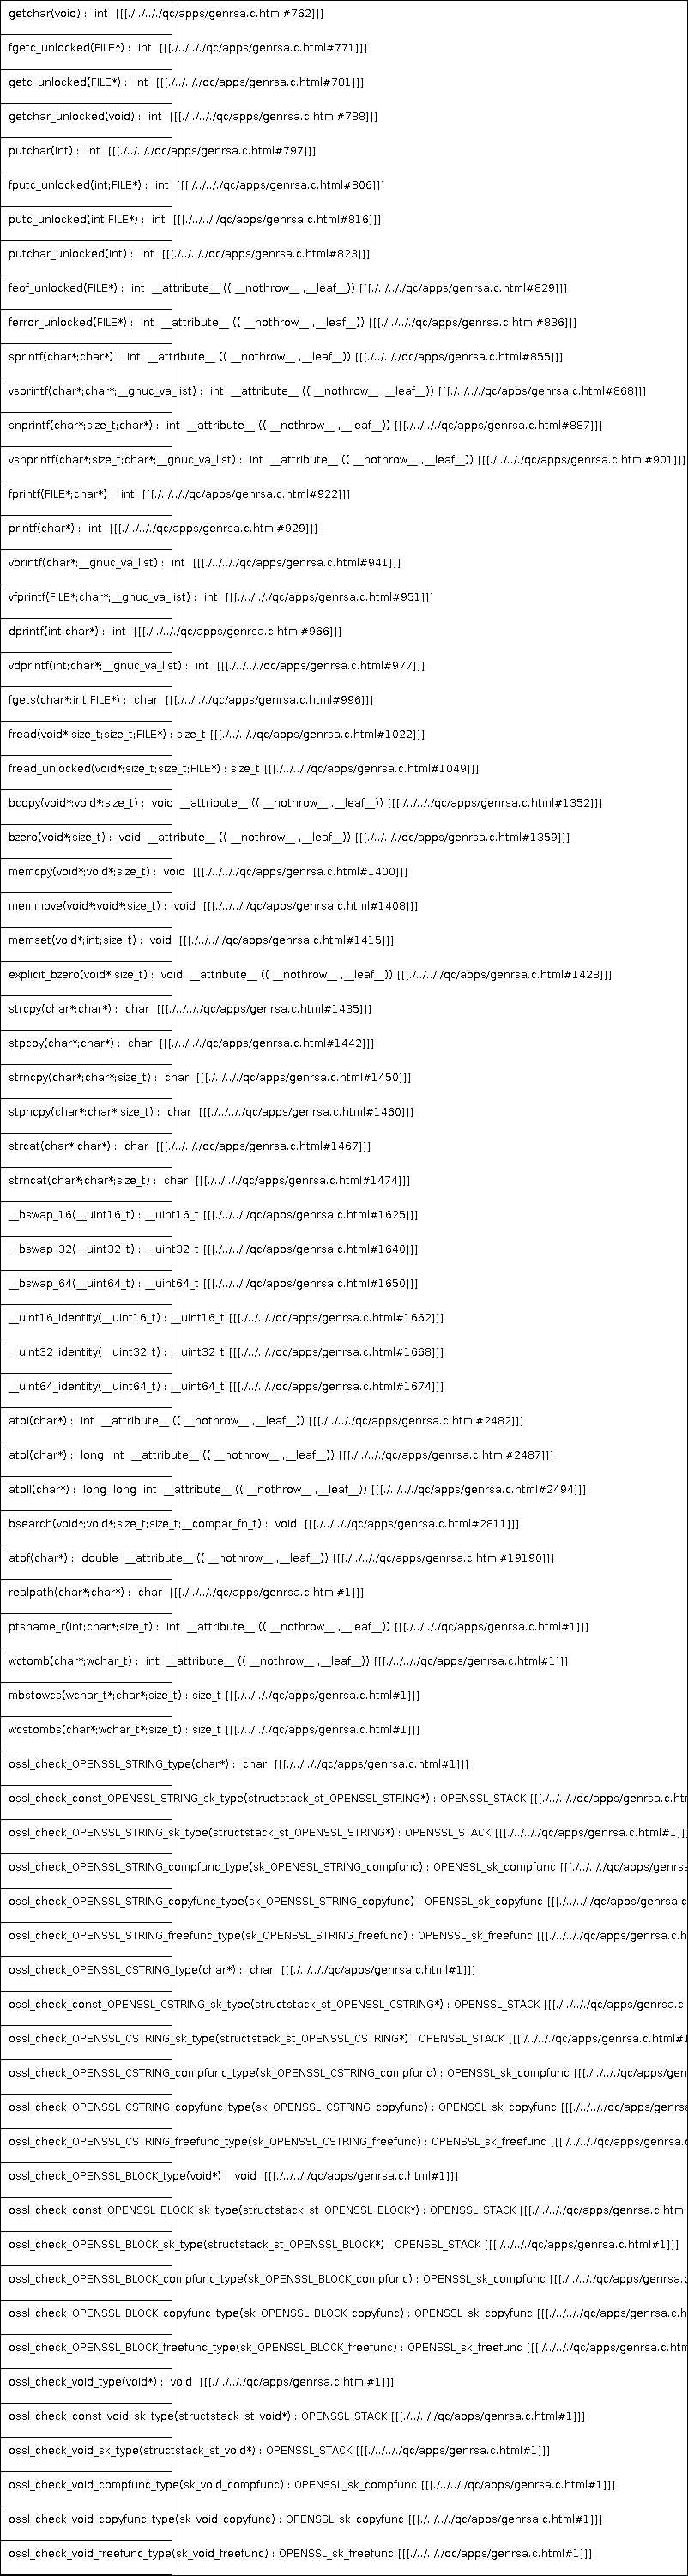 getchar(void) :  int  [[[./../.././qc/apps/genrsa.c.html#762]]]
fgetc_unlocked(FILE*) :  int  [[[./../.././qc/apps/genrsa.c.html#771]]]
getc_unlocked(FILE*) :  int  [[[./../.././qc/apps/genrsa.c.html#781]]]
getchar_unlocked(void) :  int  [[[./../.././qc/apps/genrsa.c.html#788]]]
putchar(int) :  int  [[[./../.././qc/apps/genrsa.c.html#797]]]
fputc_unlocked(int;FILE*) :  int  [[[./../.././qc/apps/genrsa.c.html#806]]]
putc_unlocked(int;FILE*) :  int  [[[./../.././qc/apps/genrsa.c.html#816]]]
putchar_unlocked(int) :  int  [[[./../.././qc/apps/genrsa.c.html#823]]]
feof_unlocked(FILE*) :  int  __attribute__ (( __nothrow__ ,__leaf__)) [[[./../.././qc/apps/genrsa.c.html#829]]]
ferror_unlocked(FILE*) :  int  __attribute__ (( __nothrow__ ,__leaf__)) [[[./../.././qc/apps/genrsa.c.html#836]]]
sprintf(char*;char*) :  int  __attribute__ (( __nothrow__ ,__leaf__)) [[[./../.././qc/apps/genrsa.c.html#855]]]
vsprintf(char*;char*;__gnuc_va_list) :  int  __attribute__ (( __nothrow__ ,__leaf__)) [[[./../.././qc/apps/genrsa.c.html#868]]]
snprintf(char*;size_t;char*) :  int  __attribute__ (( __nothrow__ ,__leaf__)) [[[./../.././qc/apps/genrsa.c.html#887]]]
vsnprintf(char*;size_t;char*;__gnuc_va_list) :  int  __attribute__ (( __nothrow__ ,__leaf__)) [[[./../.././qc/apps/genrsa.c.html#901]]]
fprintf(FILE*;char*) :  int  [[[./../.././qc/apps/genrsa.c.html#922]]]
printf(char*) :  int  [[[./../.././qc/apps/genrsa.c.html#929]]]
vprintf(char*;__gnuc_va_list) :  int  [[[./../.././qc/apps/genrsa.c.html#941]]]
vfprintf(FILE*;char*;__gnuc_va_list) :  int  [[[./../.././qc/apps/genrsa.c.html#951]]]
dprintf(int;char*) :  int  [[[./../.././qc/apps/genrsa.c.html#966]]]
vdprintf(int;char*;__gnuc_va_list) :  int  [[[./../.././qc/apps/genrsa.c.html#977]]]
fgets(char*;int;FILE*) :  char  [[[./../.././qc/apps/genrsa.c.html#996]]]
fread(void*;size_t;size_t;FILE*) : size_t [[[./../.././qc/apps/genrsa.c.html#1022]]]
fread_unlocked(void*;size_t;size_t;FILE*) : size_t [[[./../.././qc/apps/genrsa.c.html#1049]]]
bcopy(void*;void*;size_t) :  void  __attribute__ (( __nothrow__ ,__leaf__)) [[[./../.././qc/apps/genrsa.c.html#1352]]]
bzero(void*;size_t) :  void  __attribute__ (( __nothrow__ ,__leaf__)) [[[./../.././qc/apps/genrsa.c.html#1359]]]
memcpy(void*;void*;size_t) :  void  [[[./../.././qc/apps/genrsa.c.html#1400]]]
memmove(void*;void*;size_t) :  void  [[[./../.././qc/apps/genrsa.c.html#1408]]]
memset(void*;int;size_t) :  void  [[[./../.././qc/apps/genrsa.c.html#1415]]]
explicit_bzero(void*;size_t) :  void  __attribute__ (( __nothrow__ ,__leaf__)) [[[./../.././qc/apps/genrsa.c.html#1428]]]
strcpy(char*;char*) :  char  [[[./../.././qc/apps/genrsa.c.html#1435]]]
stpcpy(char*;char*) :  char  [[[./../.././qc/apps/genrsa.c.html#1442]]]
strncpy(char*;char*;size_t) :  char  [[[./../.././qc/apps/genrsa.c.html#1450]]]
stpncpy(char*;char*;size_t) :  char  [[[./../.././qc/apps/genrsa.c.html#1460]]]
strcat(char*;char*) :  char  [[[./../.././qc/apps/genrsa.c.html#1467]]]
strncat(char*;char*;size_t) :  char  [[[./../.././qc/apps/genrsa.c.html#1474]]]
__bswap_16(__uint16_t) : __uint16_t [[[./../.././qc/apps/genrsa.c.html#1625]]]
__bswap_32(__uint32_t) : __uint32_t [[[./../.././qc/apps/genrsa.c.html#1640]]]
__bswap_64(__uint64_t) : __uint64_t [[[./../.././qc/apps/genrsa.c.html#1650]]]
__uint16_identity(__uint16_t) : __uint16_t [[[./../.././qc/apps/genrsa.c.html#1662]]]
__uint32_identity(__uint32_t) : __uint32_t [[[./../.././qc/apps/genrsa.c.html#1668]]]
__uint64_identity(__uint64_t) : __uint64_t [[[./../.././qc/apps/genrsa.c.html#1674]]]
atoi(char*) :  int  __attribute__ (( __nothrow__ ,__leaf__)) [[[./../.././qc/apps/genrsa.c.html#2482]]]
atol(char*) :  long  int  __attribute__ (( __nothrow__ ,__leaf__)) [[[./../.././qc/apps/genrsa.c.html#2487]]]
atoll(char*) :  long  long  int  __attribute__ (( __nothrow__ ,__leaf__)) [[[./../.././qc/apps/genrsa.c.html#2494]]]
bsearch(void*;void*;size_t;size_t;__compar_fn_t) :  void  [[[./../.././qc/apps/genrsa.c.html#2811]]]
atof(char*) :  double  __attribute__ (( __nothrow__ ,__leaf__)) [[[./../.././qc/apps/genrsa.c.html#19190]]]
realpath(char*;char*) :  char  [[[./../.././qc/apps/genrsa.c.html#1]]]
ptsname_r(int;char*;size_t) :  int  __attribute__ (( __nothrow__ ,__leaf__)) [[[./../.././qc/apps/genrsa.c.html#1]]]
wctomb(char*;wchar_t) :  int  __attribute__ (( __nothrow__ ,__leaf__)) [[[./../.././qc/apps/genrsa.c.html#1]]]
mbstowcs(wchar_t*;char*;size_t) : size_t [[[./../.././qc/apps/genrsa.c.html#1]]]
wcstombs(char*;wchar_t*;size_t) : size_t [[[./../.././qc/apps/genrsa.c.html#1]]]
ossl_check_OPENSSL_STRING_type(char*) :  char  [[[./../.././qc/apps/genrsa.c.html#1]]]
ossl_check_const_OPENSSL_STRING_sk_type(structstack_st_OPENSSL_STRING*) : OPENSSL_STACK [[[./../.././qc/apps/genrsa.c.htm
ossl_check_OPENSSL_STRING_sk_type(structstack_st_OPENSSL_STRING*) : OPENSSL_STACK [[[./../.././qc/apps/genrsa.c.html#1]]]
ossl_check_OPENSSL_STRING_compfunc_type(sk_OPENSSL_STRING_compfunc) : OPENSSL_sk_compfunc [[[./../.././qc/apps/genrsa
ossl_check_OPENSSL_STRING_copyfunc_type(sk_OPENSSL_STRING_copyfunc) : OPENSSL_sk_copyfunc [[[./../.././qc/apps/genrsa.c
ossl_check_OPENSSL_STRING_freefunc_type(sk_OPENSSL_STRING_freefunc) : OPENSSL_sk_freefunc [[[./../.././qc/apps/genrsa.c.h
ossl_check_OPENSSL_CSTRING_type(char*) :  char  [[[./../.././qc/apps/genrsa.c.html#1]]]
ossl_check_const_OPENSSL_CSTRING_sk_type(structstack_st_OPENSSL_CSTRING*) : OPENSSL_STACK [[[./../.././qc/apps/genrsa.c.
ossl_check_OPENSSL_CSTRING_sk_type(structstack_st_OPENSSL_CSTRING*) : OPENSSL_STACK [[[./../.././qc/apps/genrsa.c.html#1
ossl_check_OPENSSL_CSTRING_compfunc_type(sk_OPENSSL_CSTRING_compfunc) : OPENSSL_sk_compfunc [[[./../.././qc/apps/gen
ossl_check_OPENSSL_CSTRING_copyfunc_type(sk_OPENSSL_CSTRING_copyfunc) : OPENSSL_sk_copyfunc [[[./../.././qc/apps/genrsa
ossl_check_OPENSSL_CSTRING_freefunc_type(sk_OPENSSL_CSTRING_freefunc) : OPENSSL_sk_freefunc [[[./../.././qc/apps/genrsa.c
ossl_check_OPENSSL_BLOCK_type(void*) :  void  [[[./../.././qc/apps/genrsa.c.html#1]]]
ossl_check_const_OPENSSL_BLOCK_sk_type(structstack_st_OPENSSL_BLOCK*) : OPENSSL_STACK [[[./../.././qc/apps/genrsa.c.html
ossl_check_OPENSSL_BLOCK_sk_type(structstack_st_OPENSSL_BLOCK*) : OPENSSL_STACK [[[./../.././qc/apps/genrsa.c.html#1]]]
ossl_check_OPENSSL_BLOCK_compfunc_type(sk_OPENSSL_BLOCK_compfunc) : OPENSSL_sk_compfunc [[[./../.././qc/apps/genrsa.c
ossl_check_OPENSSL_BLOCK_copyfunc_type(sk_OPENSSL_BLOCK_copyfunc) : OPENSSL_sk_copyfunc [[[./../.././qc/apps/genrsa.c.h
ossl_check_OPENSSL_BLOCK_freefunc_type(sk_OPENSSL_BLOCK_freefunc) : OPENSSL_sk_freefunc [[[./../.././qc/apps/genrsa.c.htm
ossl_check_void_type(void*) :  void  [[[./../.././qc/apps/genrsa.c.html#1]]]
ossl_check_const_void_sk_type(structstack_st_void*) : OPENSSL_STACK [[[./../.././qc/apps/genrsa.c.html#1]]]
ossl_check_void_sk_type(structstack_st_void*) : OPENSSL_STACK [[[./../.././qc/apps/genrsa.c.html#1]]]
ossl_check_void_compfunc_type(sk_void_compfunc) : OPENSSL_sk_compfunc [[[./../.././qc/apps/genrsa.c.html#1]]]
ossl_check_void_copyfunc_type(sk_void_copyfunc) : OPENSSL_sk_copyfunc [[[./../.././qc/apps/genrsa.c.html#1]]]
ossl_check_void_freefunc_type(sk_void_freefunc) : OPENSSL_sk_freefunc [[[./../.././qc/apps/genrsa.c.html#1]]]